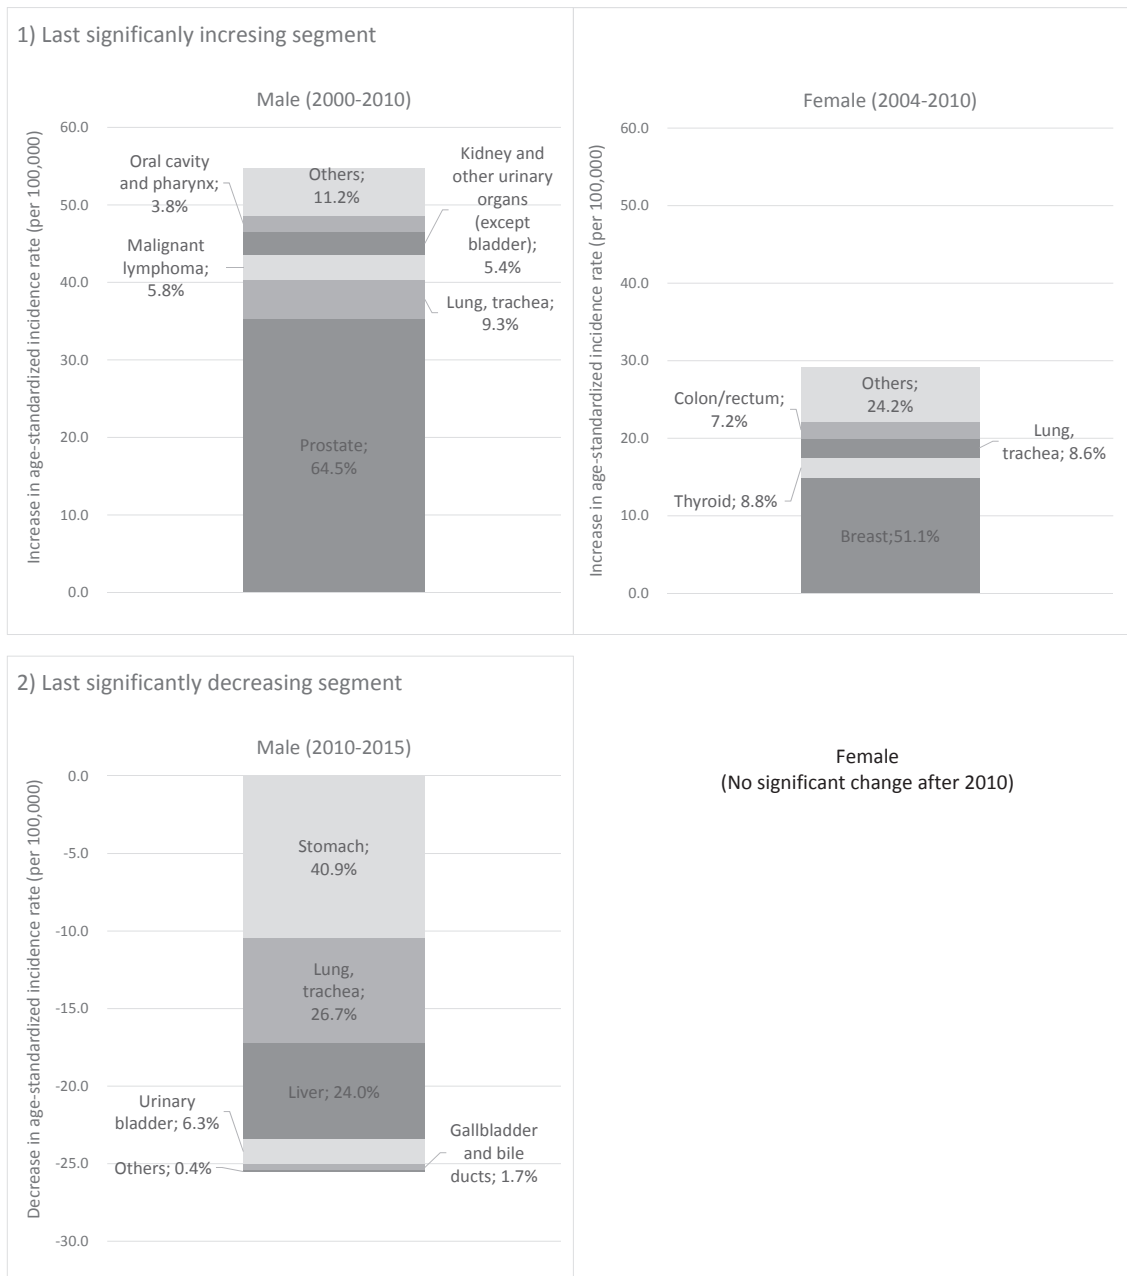 1) Last significanly incresing segment
Male (2000-2010)
Increase in age-standardized incidence rate (per 100,000)
60.0
50.0
40.0
30.0
20.0
10.0
0.0
Oral cavity
and pharynx;
3.8%
Malignant
lymphoma;
5.8%
Others;
11.2%
Kidney and
other urinary
organs
(except
bladder);
5.4%
Lung, trachea;
9.3%
Prostate;
64.5%
Female (2004-2010)
Increase in age-standardized incidence rate (per 100,000)
60.0
50.0
40.0
30.0
20.0
10.0
0.0
Others;
24.2%
Colon/rectum;
7.2%
Lung,
trachea; 8.6%
Thyroid; 8.8%
Breast;51.1%
2) Last significantly decreasing segment
Male (2010-2015)
Decrease in age-standardized incidence rate (per 100,000)
0.0
-5.0
-10.0
-15.0
-20.0
-25.0
-30.0
Stomach;
40.9%
Lung,
trachea;
26.7%
Liver; 24.0%
Urinary
bladder; 6.3%
Others; 0.4%
Gallbladder
and bile
ducts; 1.7%
Female
(No significant change after 2010)